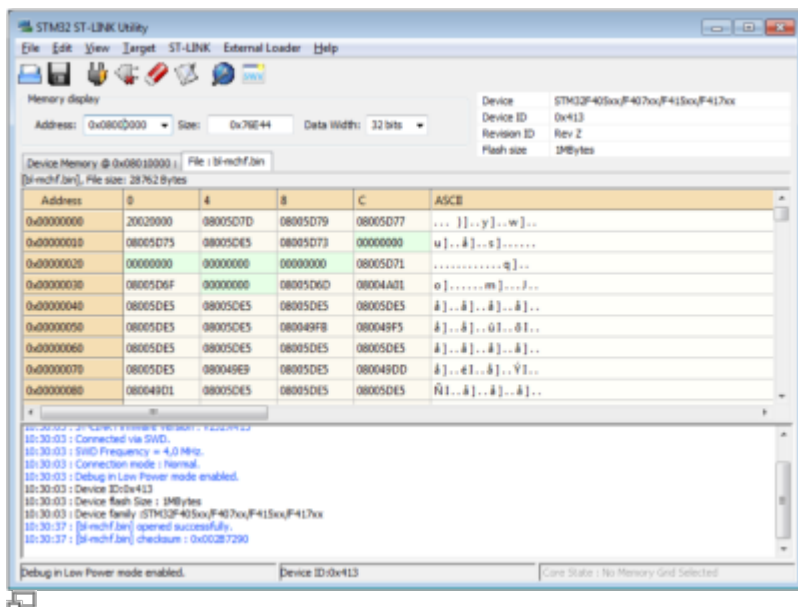 STM32 ST-LINK Utility
File Edit View Target ST-LINK External Loader Help
Memory display
Address: 0x08000000 Size: 0x76E44 Data Width: 32 bits
Device STM32F405xx/F407xx/F415xx/F417xx
Device ID 0x413
Revision ID Rev Z
Flash size 1MBytes
Device Memory @ 0x08010000 : File : bl-mchf.bin
[bl-mchf.bin], File size: 28762 Bytes
Address 0 4 8 C ASCII
0x00000000 20020000 08005D7D 08005D79 08005D77 ... }]..y]..w]..
0x00000010 08005D75 08005DE5 08005D73 00000000 u]..å]..s]......
0x00000020 00000000 00000000 00000000 08005D71 ............q]..
0x00000030 08005D6F 00000000 08005D6D 08004A01 o]......m]...J..
0x00000040 08005DE5 08005DE5 08005DE5 08005DE5 å]..å]..å]..å]..
0x00000050 08005DE5 08005DE5 080049FB 080049F5 å]..å]..ûI..õI..
0x00000060 08005DE5 08005DE5 08005DE5 08005DE5 å]..å]..å]..å]..
0x00000070 08005DE5 080049E9 08005DE5 080049DD å]..éI..å]..ÝI..
0x00000080 080049D1 08005DE5 08005DE5 08005DE5 ÑI..å]..å]..å]..
10:30:03 : Connected via SWD.
10:30:03 : SWD Frequency = 4,0 MHz.
10:30:03 : Connection mode : Normal.
10:30:03 : Debug in Low Power mode enabled.
10:30:03 : Device ID:0x413
10:30:03 : Device flash Size : 1MBytes
10:30:03 : Device family :STM32F405xx/F407xx/F415xx/F417xx
10:30:37 : [bl-mchf.bin] opened successfully.
10:30:37 : [bl-mchf.bin] checksum : 0x002B7290
Debug in Low Power mode enabled. Device ID:0x413 Core State : No Memory Grid Selected